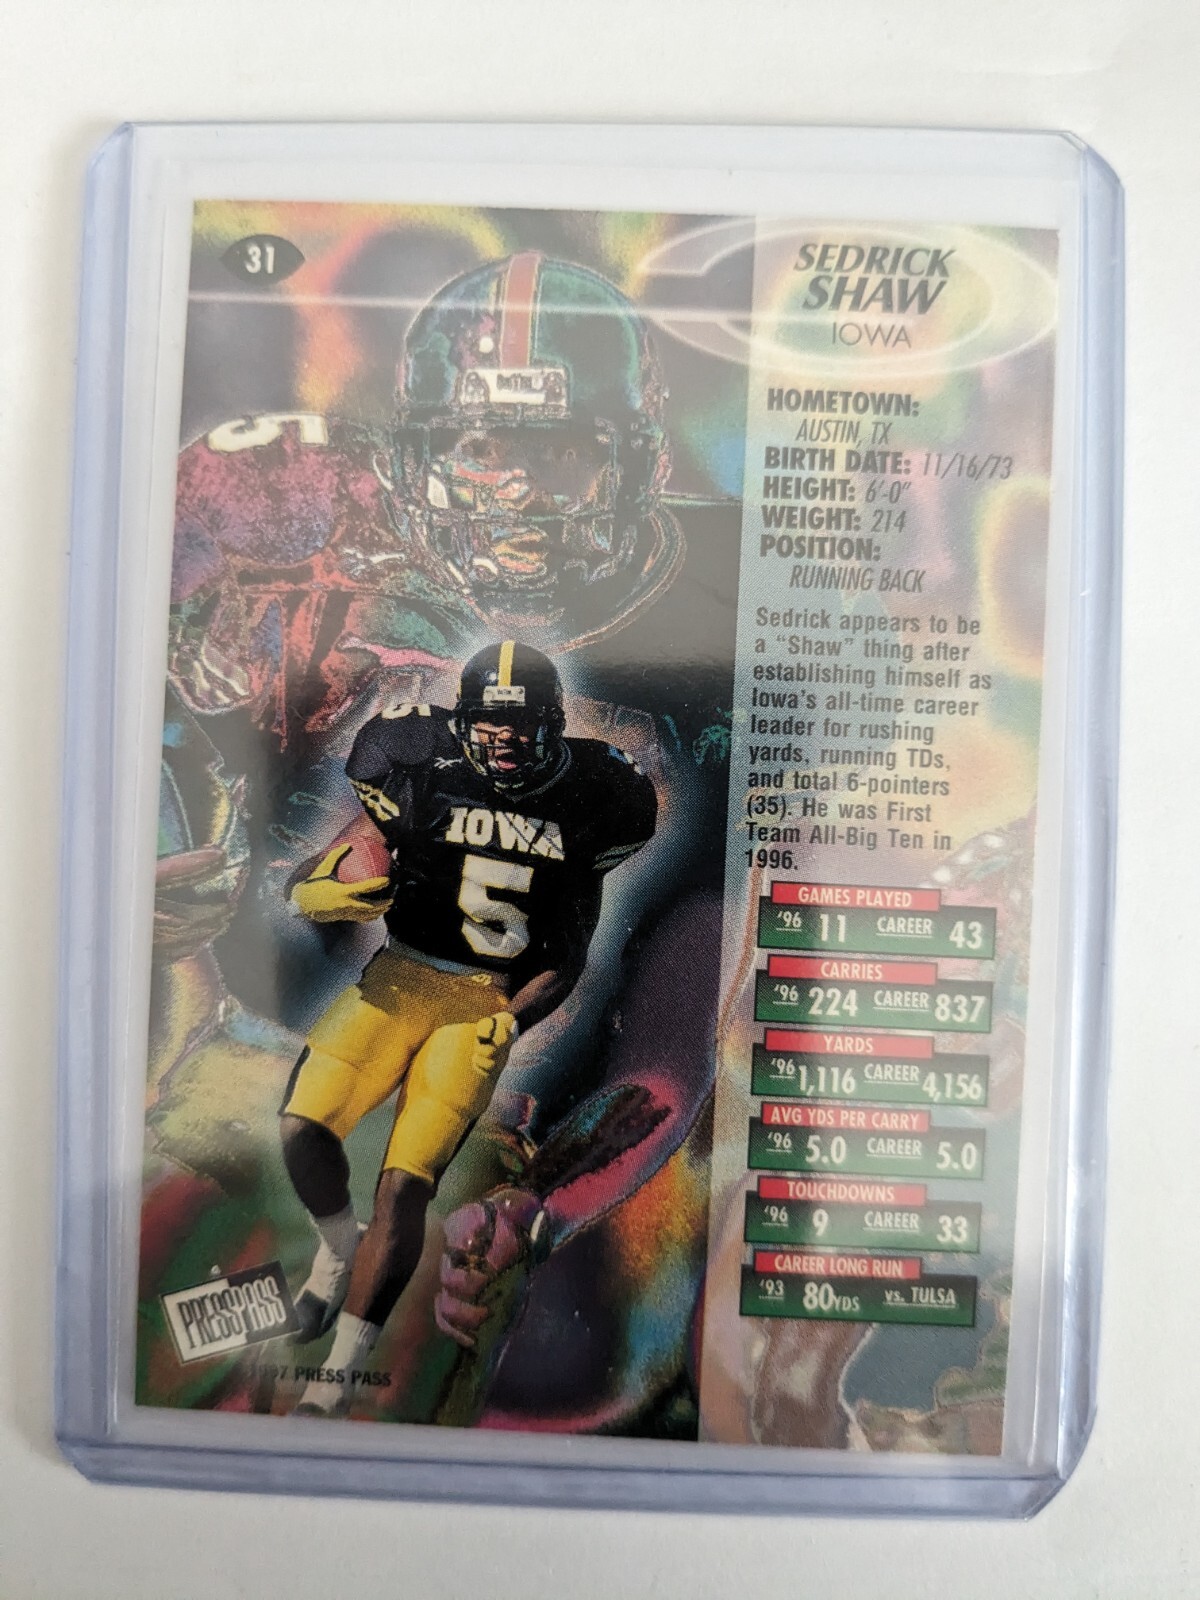 31
SEDRICK
SHAW
IOWA
HOMETOWN:
AUSTIN, TX
BIRTH DATE: 11/16/73
HEIGHT: 6'-0"
WEIGHT: 214
POSITION:
RUNNING BACK
Sedrick appears to be
a "Shaw" thing after
establishing himself as
Iowa's all-time career
leader for rushing
yards, running TDs,
and total 6-pointers
(35). He was First
Team All-Big Ten in
1996.
GAMES PLAYED
'96 11 CAREER 43
CARRIES
'96 224 CAREER 837
YARDS
'96 1,116 CAREER 4,156
AVG YDS PER CARRY
'96 5.0 CAREER 5.0
TOUCHDOWNS
'96 9 CAREER 33
CAREER LONG RUN
'93 80YDS vs. TULSA
5
5
IOWA
5
PRESSPASS
1997 PRESS PASS